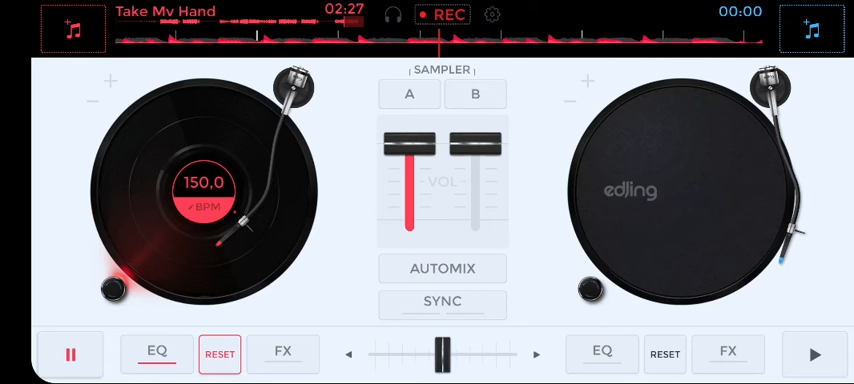 Take My Hand
02:27
REC
00:00
SAMPLER
A
B
150,0
BPM
VOL
edjing
AUTOMIX
SYNC
EQ
RESET
FX
EQ
RESET
FX